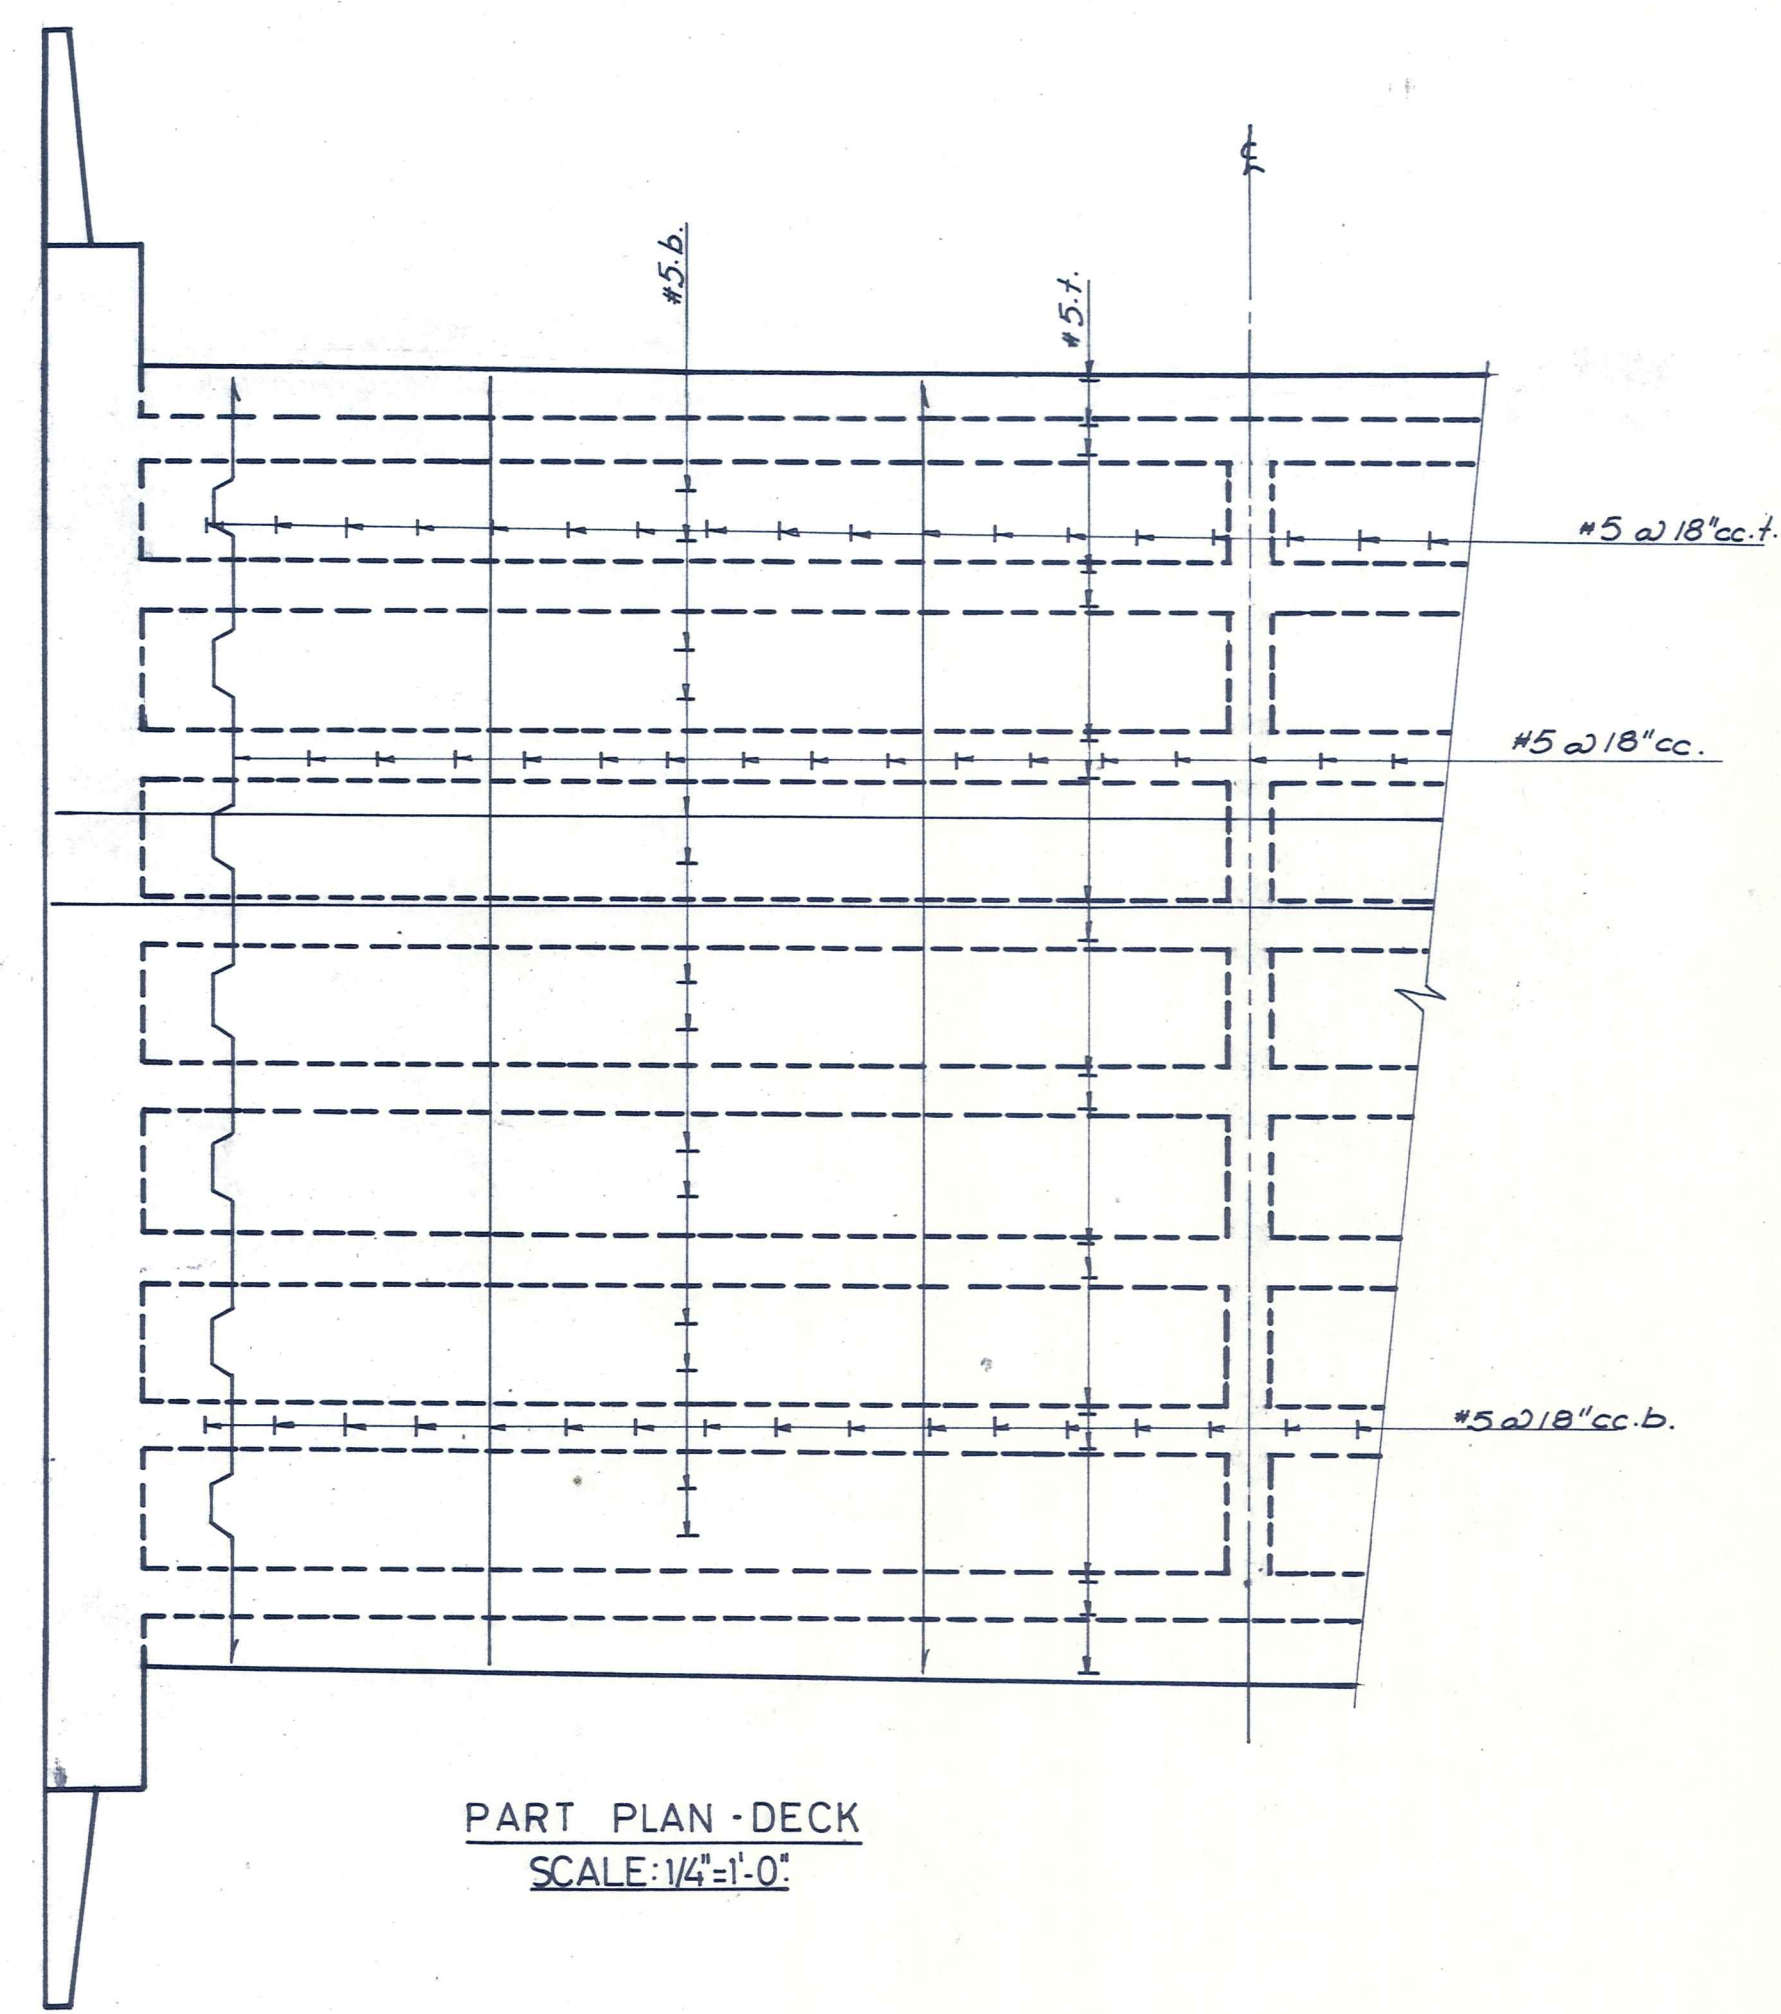 ℄
#5.b.
#5.t.
#5 @ 18"cc.t.
#5 @ 18"cc.
#5 @ 18"cc.b.
PART PLAN - DECK
SCALE: 1/4"=1'-0".